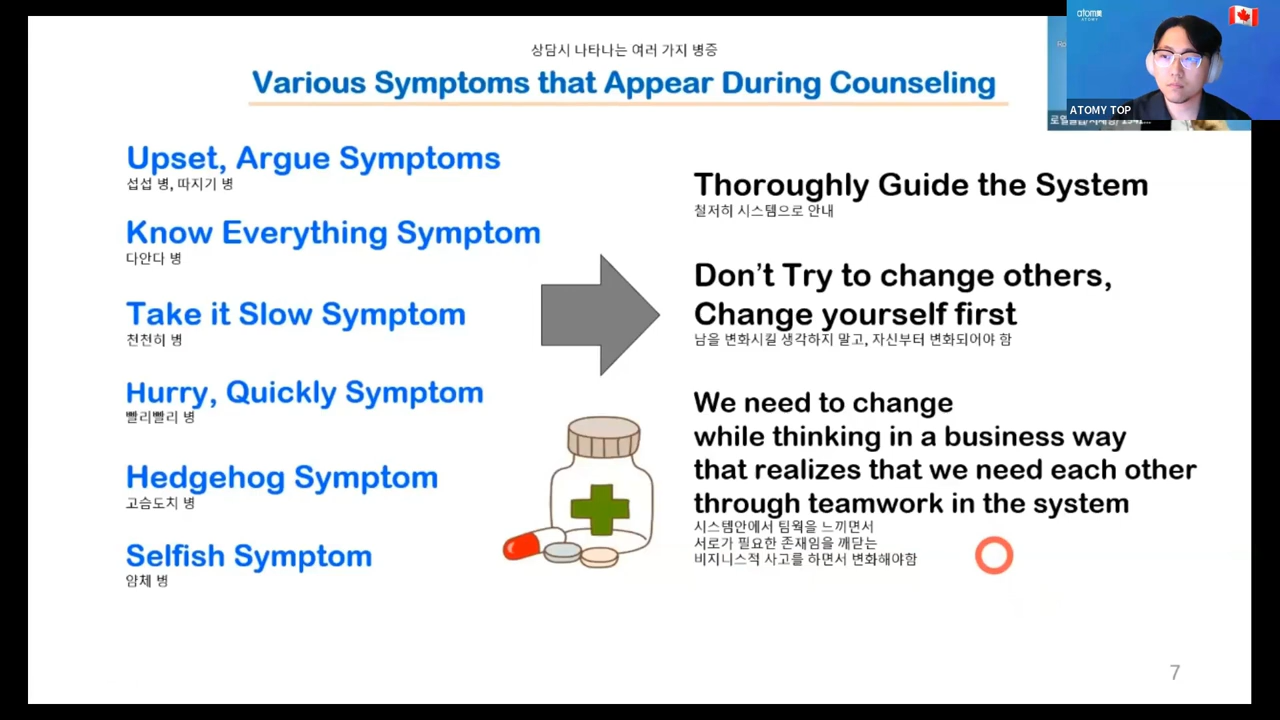 상담시 나타나는 여러 가지 병증
Various Symptoms that Appear During Counseling
Upset, Argue Symptoms
섭섭 병, 따지기 병
Know Everything Symptom
다안다 병
Take it Slow Symptom
천천히 병
Hurry, Quickly Symptom
빨리빨리 병
Hedgehog Symptom
고슴도치 병
Selfish Symptom
얌체 병
Thoroughly Guide the System
철저히 시스템으로 안내
Don't Try to change others,
Change yourself first
남을 변화시킬 생각하지 말고, 자신부터 변화되어야 함
We need to change
while thinking in a business way
that realizes that we need each other
through teamwork in the system
시스템안에서 팀웍을 느끼면서
서로가 필요한 존재임을 깨닫는
비지니스적 사고를 하면서 변화해야함
7
ATOMY TOP